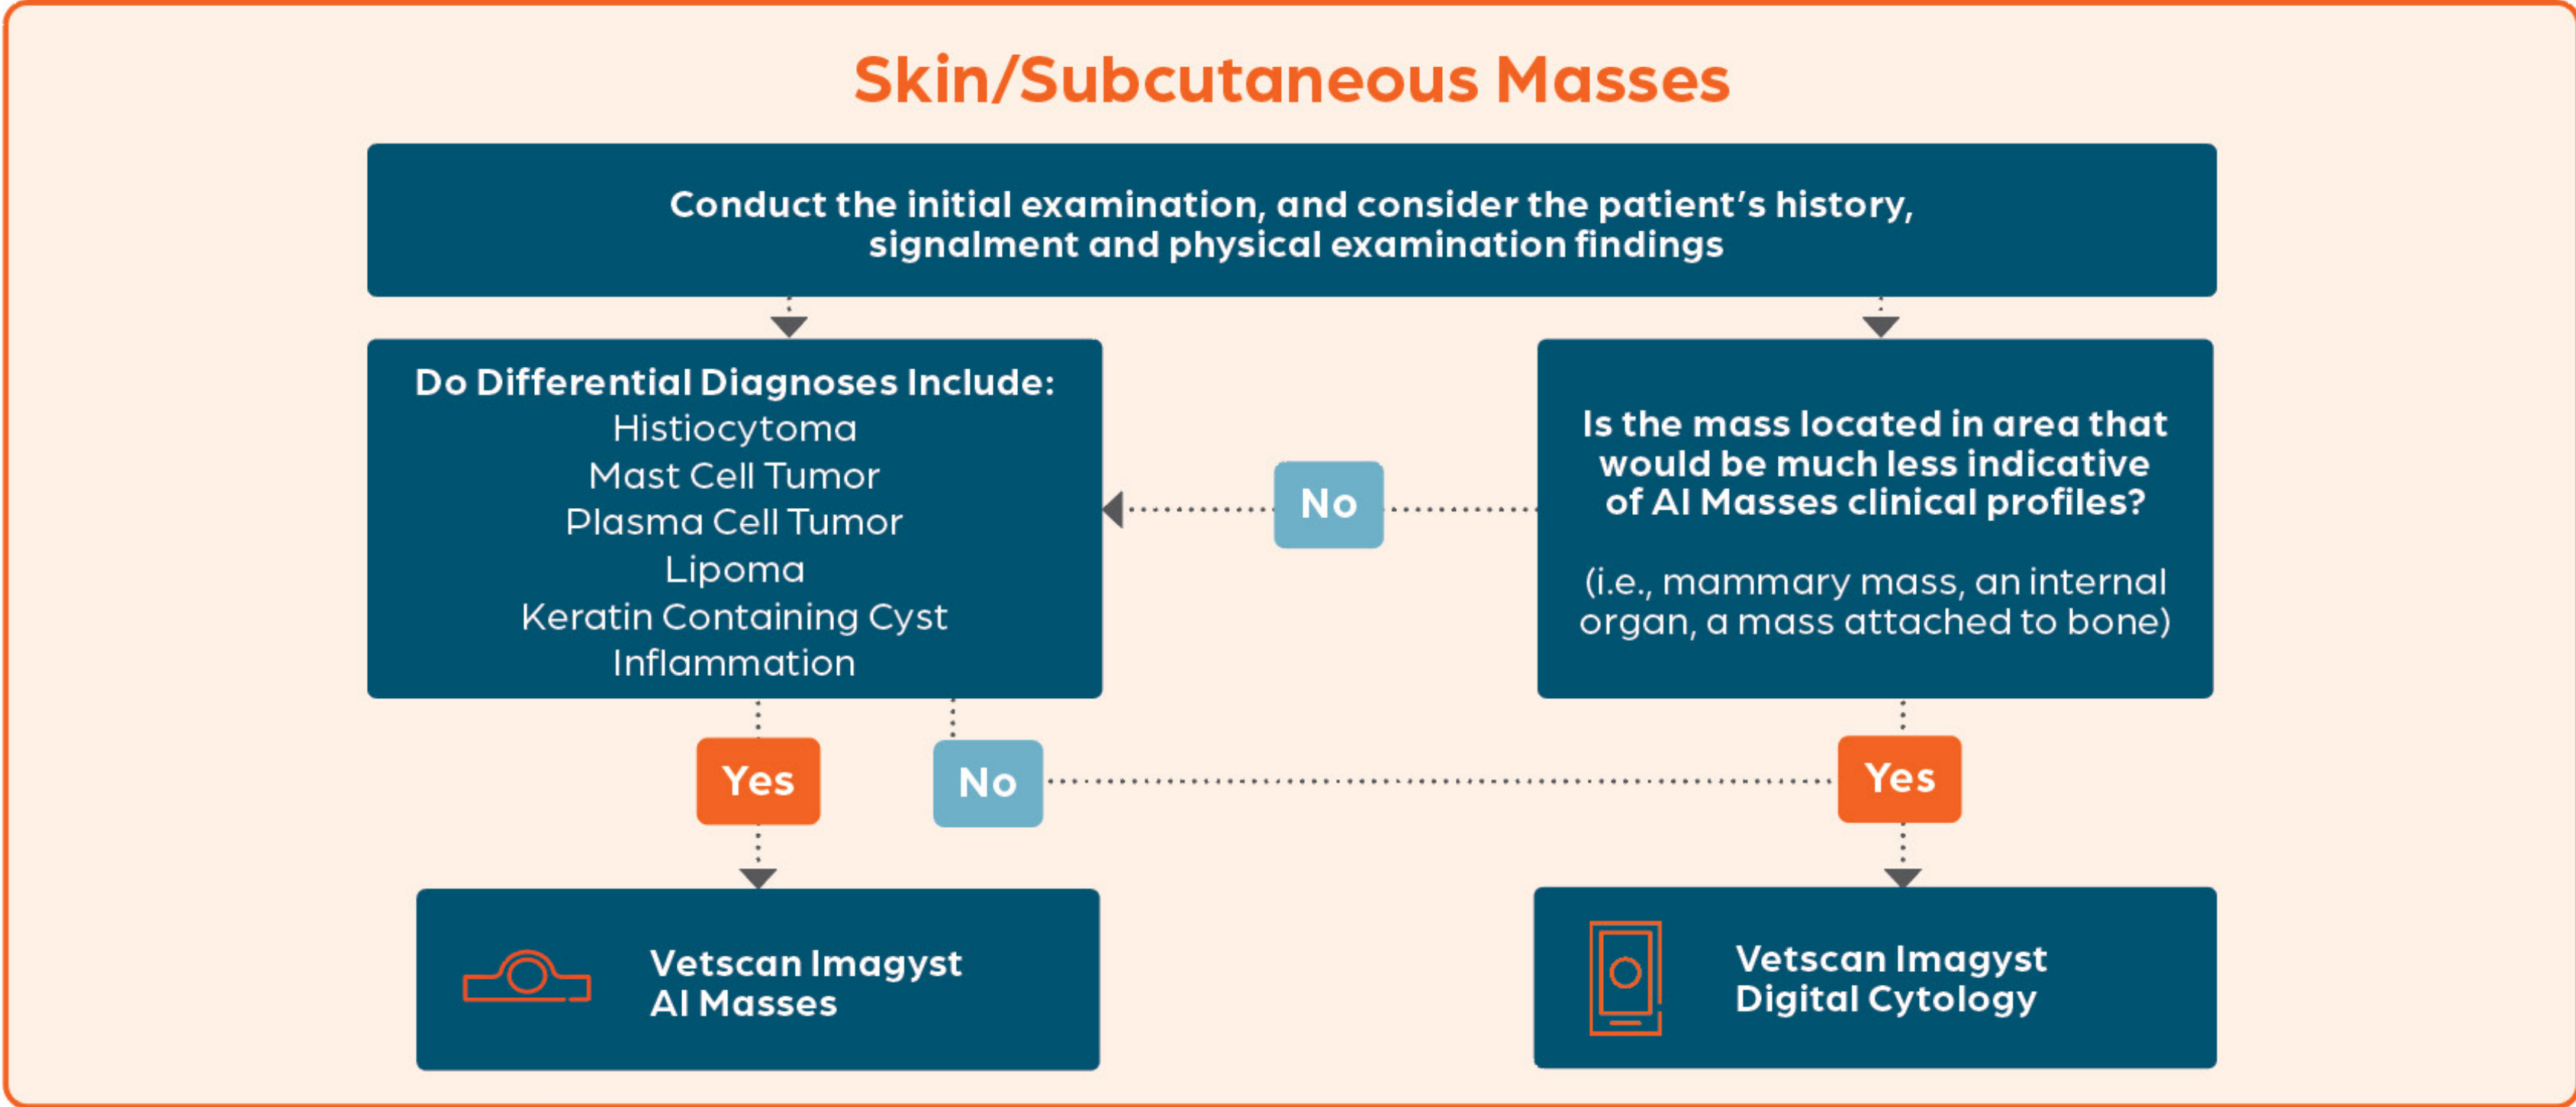 Skin/Subcutaneous Masses
Conduct the initial examination, and consider the patient's history,
signalment and physical examination findings
Do Differential Diagnoses Include:
Histiocytoma
Mast Cell Tumor
Plasma Cell Tumor
Lipoma
Keratin Containing Cyst
Inflammation
No
Is the mass located in area that
would be much less indicative
of AI Masses clinical profiles?
(i.e., mammary mass, an internal
organ, a mass attached to bone)
Yes
No
Yes
Vetscan Imagyst
AI Masses
Vetscan Imagyst
Digital Cytology